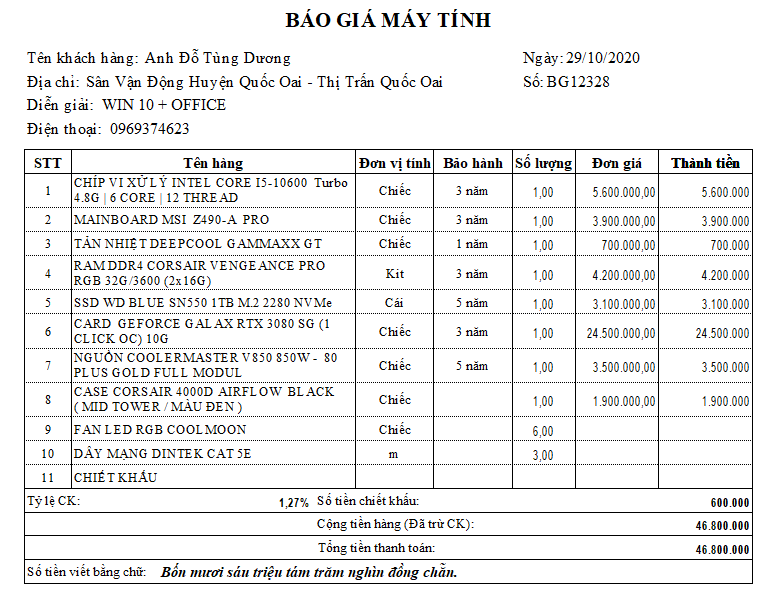 BÁO GIÁ MÁY TÍNH
Tên khách hàng: Anh Đỗ Tùng Dương Ngày: 29/10/2020
Địa chỉ: Sân Vận Động Huyện Quốc Oai - Thị Trấn Quốc Oai Số: BG12328
Diễn giải: WIN 10 + OFFICE
Điện thoại: 0969374623
STT Tên hàng Đơn vị tính Bảo hành Số lượng Đơn giá Thành tiền
1 CHÍP VI XỬ LÝ INTEL CORE I5-10600 Turbo 4.8G | 6 CORE | 12 THREAD Chiếc 3 năm 1,00 5.600.000,00 5.600.000
2 MAINBOARD MSI Z490-A PRO Chiếc 3 năm 1,00 3.900.000,00 3.900.000
3 TẢN NHIỆT DEEPCOOL GAMMAXX GT Chiếc 1 năm 1,00 700.000,00 700.000
4 RAM DDR4 CORSAIR VENGEANCE PRO RGB 32G/3600 (2x16G) Kit 3 năm 1,00 4.200.000,00 4.200.000
5 SSD WD BLUE SN550 1TB M.2 2280 NVMe Cái 5 năm 1,00 3.100.000,00 3.100.000
6 CARD GEFORCE GALAX RTX 3080 SG (1 CLICK OC) 10G Chiếc 3 năm 1,00 24.500.000,00 24.500.000
7 NGUỒN COOLERMASTER V850 850W - 80 PLUS GOLD FULL MODUL Chiếc 5 năm 1,00 3.500.000,00 3.500.000
8 CASE CORSAIR 4000D AIRFLOW BLACK ( MID TOWER / MÀU ĐEN ) Chiếc 1,00 1.900.000,00 1.900.000
9 FAN LED RGB COOLMOON Chiếc 6,00
10 DÂY MẠNG DINTEK CAT 5E m 3,00
11 CHIẾT KHẤU
Tỷ lệ CK: 1,27% Số tiền chiết khấu: 600.000
Cộng tiền hàng (Đã trừ CK): 46.800.000
Tổng tiền thanh toán: 46.800.000
Số tiền viết bằng chữ: Bốn mươi sáu triệu tám trăm nghìn đồng chẵn.